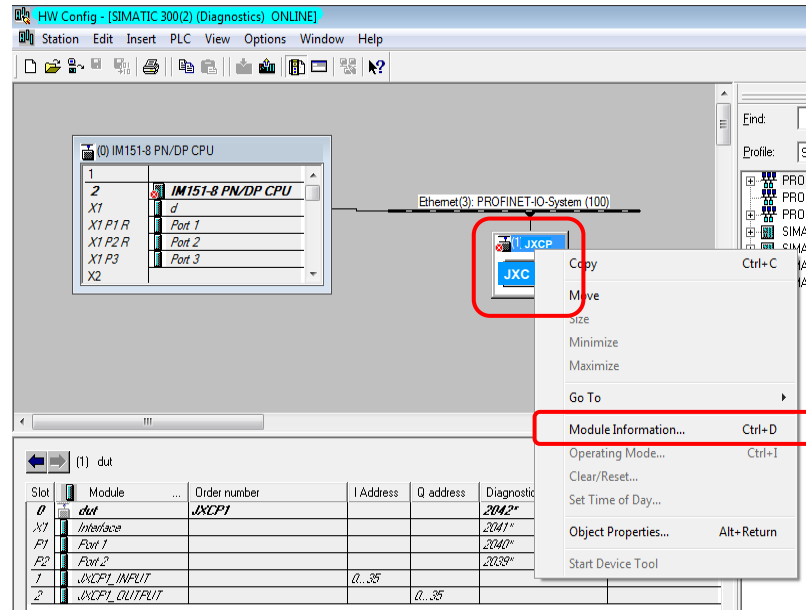 HW Config - [SIMATIC 300(2) (Diagnostics) ONLINE]
Station Edit Insert PLC View Options Window Help
Find:
Profile:
(0) IM151-8 PN/DP CPU
1
2 IM151-8 PN/DP CPU
X1 d
X1 P1 R Port 1
X1 P2 R Port 2
X1 P3 Port 3
X2
Ethernet(3): PROFINET-IO-System (100)
(1) JXCP
JXC
PRO
PRO
PRO
SIMA
SIMA
Copy Ctrl+C
Move
Size
Minimize
Maximize
Go To
Module Information... Ctrl+D
Operating Mode... Ctrl+I
Clear/Reset...
Set Time of Day...
Object Properties... Alt+Return
Start Device Tool
(1) dut
Slot Module ... Order number I Address Q address Diagnostic
0 dut JXCP1 2042*
X1 Interface 2041*
P1 Port 1 2040*
P2 Port 2 2039*
1 JXCP1_INPUT 0...35
2 JXCP1_OUTPUT 0...35